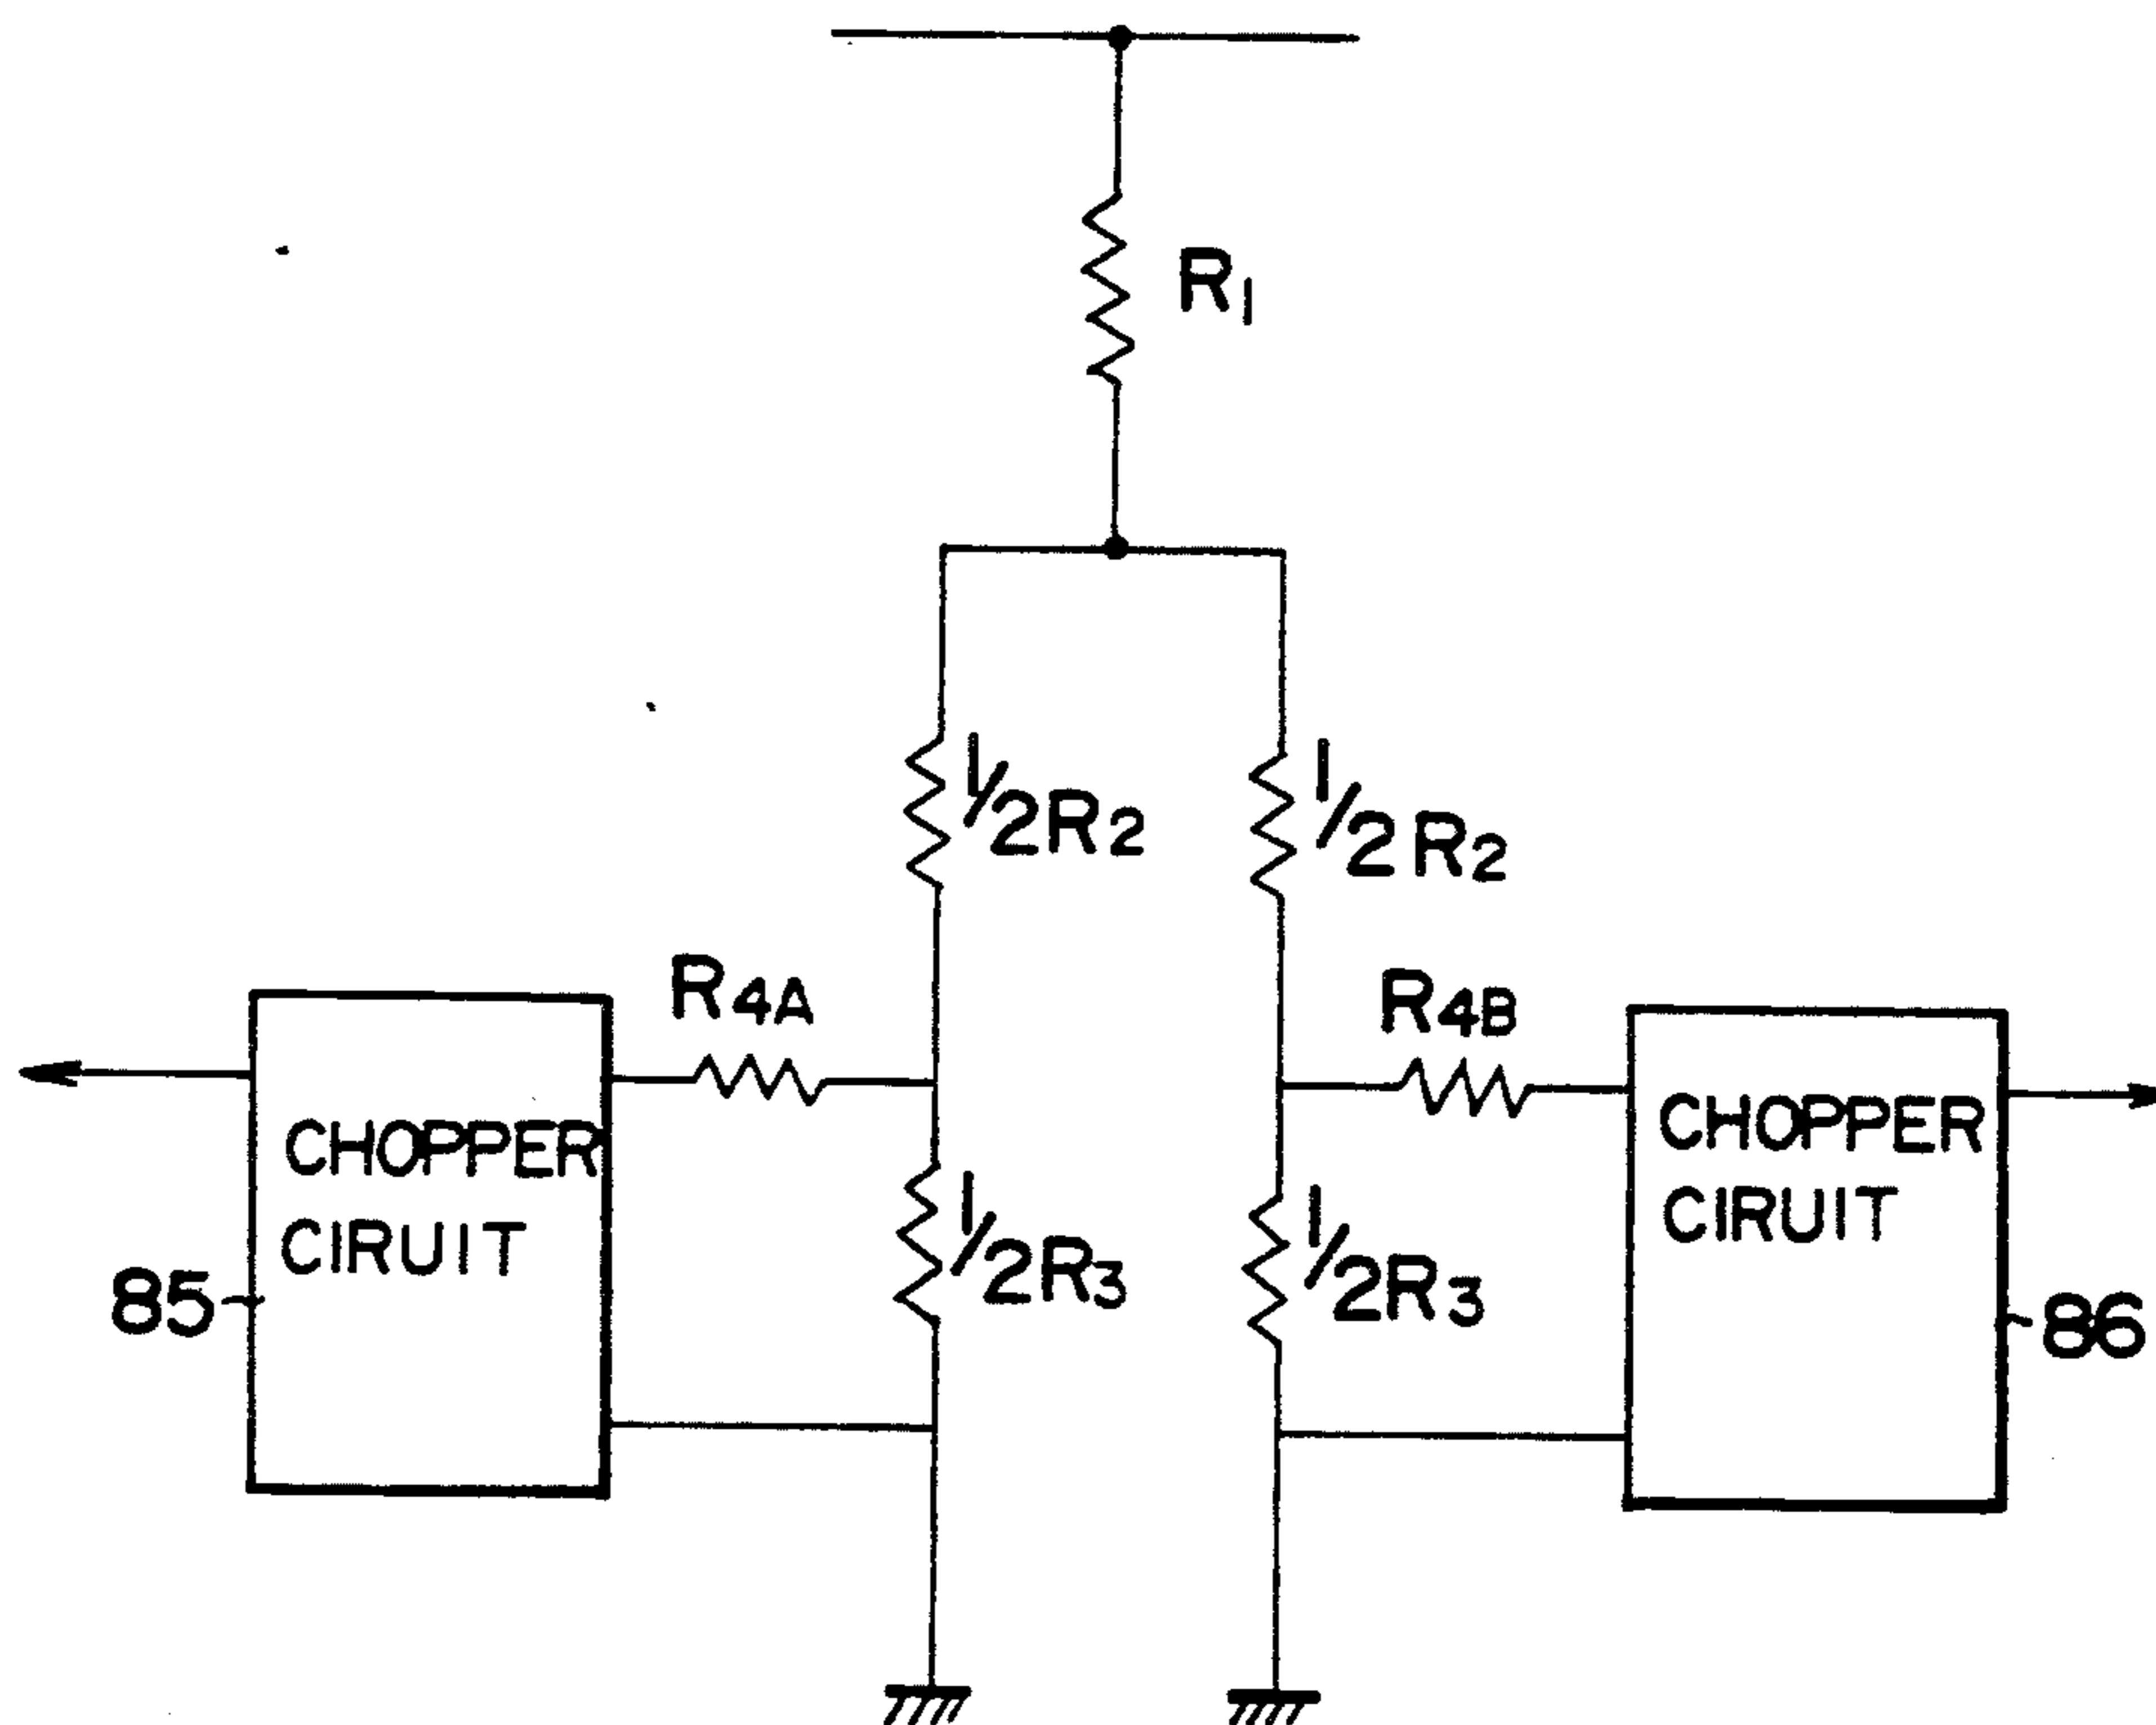 R1
1/2R2
1/2R2
R4A
R4B
CHOPPER
CIRUIT
CHOPPER
CIRUIT
1/2R3
1/2R3
85
86